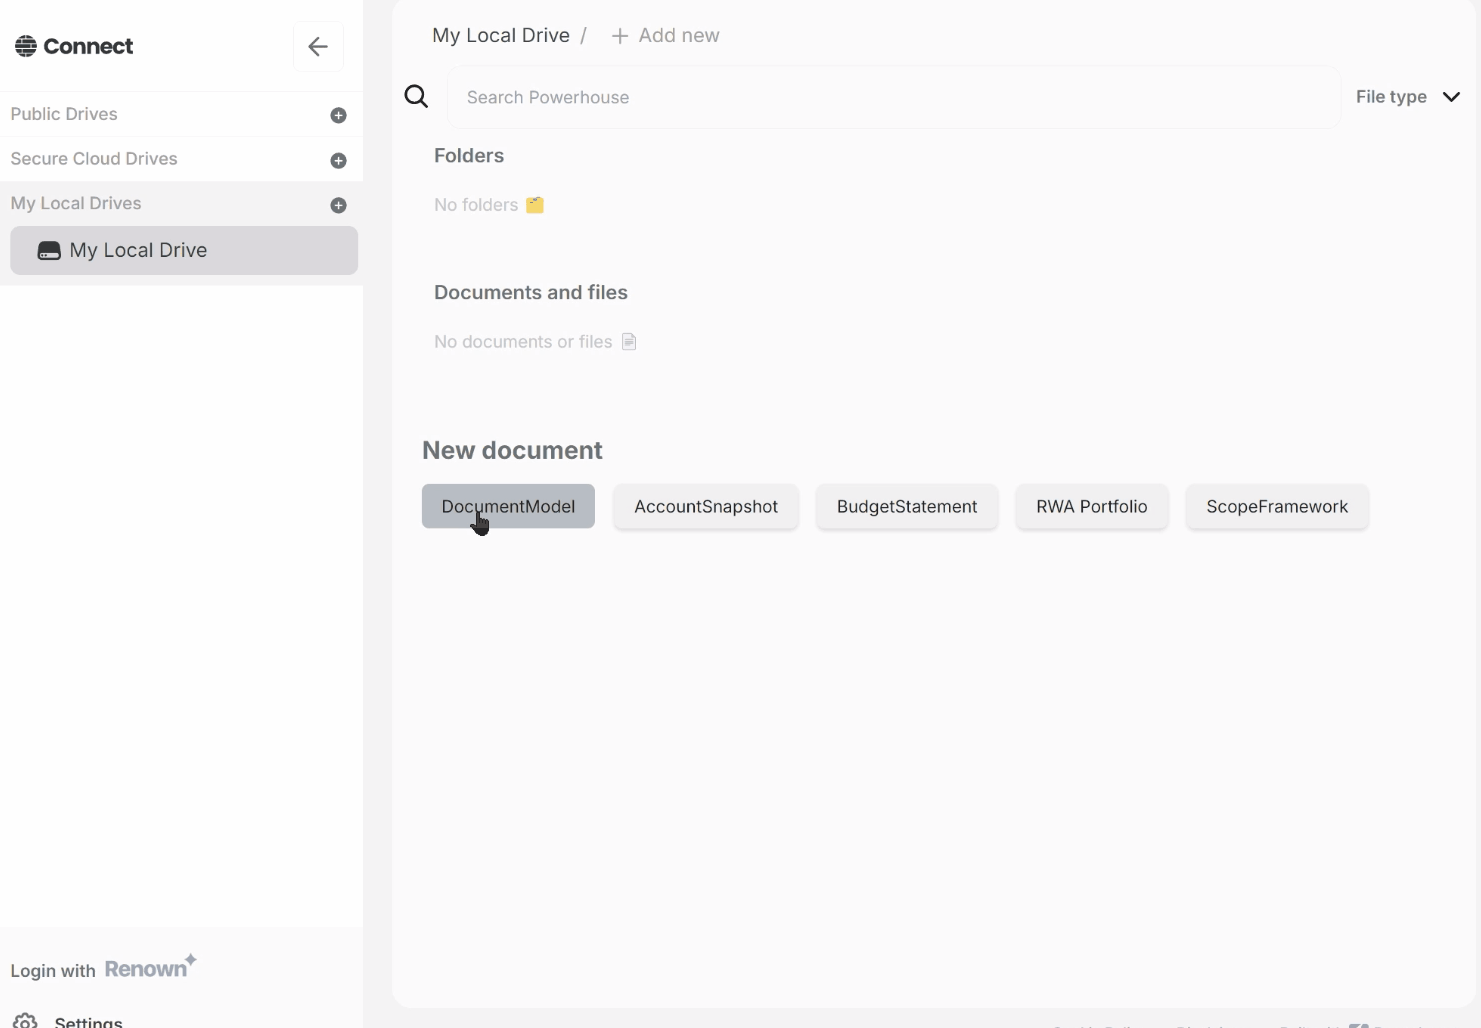 Connect
Public Drives
Secure Cloud Drives
My Local Drives
My Local Drive
Login with Renown
Settings
My Local Drive / + Add new
Search Powerhouse
File type
Folders
No folders
Documents and files
No documents or files
New document
DocumentModel AccountSnapshot BudgetStatement RWA Portfolio ScopeFramework